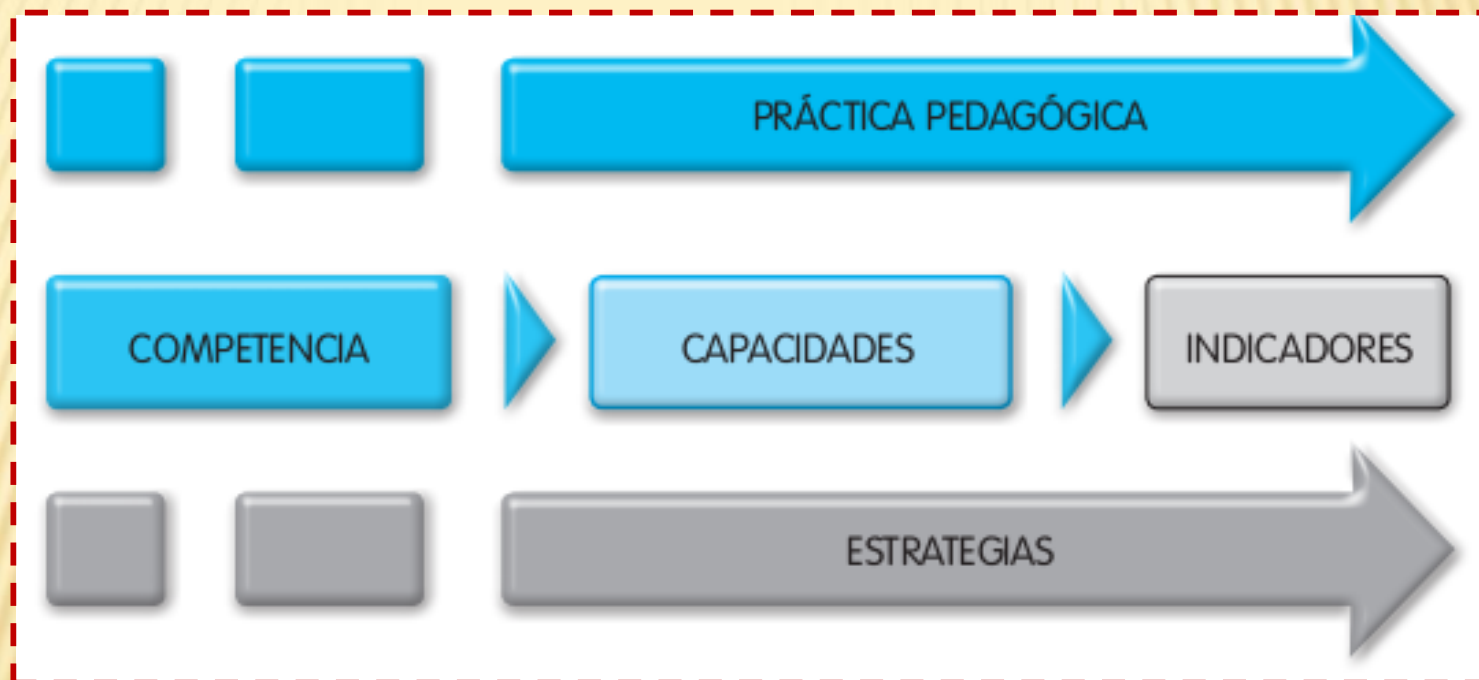 PRÁCTICA PEDAGÓGICA
COMPETENCIA
CAPACIDADES
INDICADORES
ESTRATEGIAS